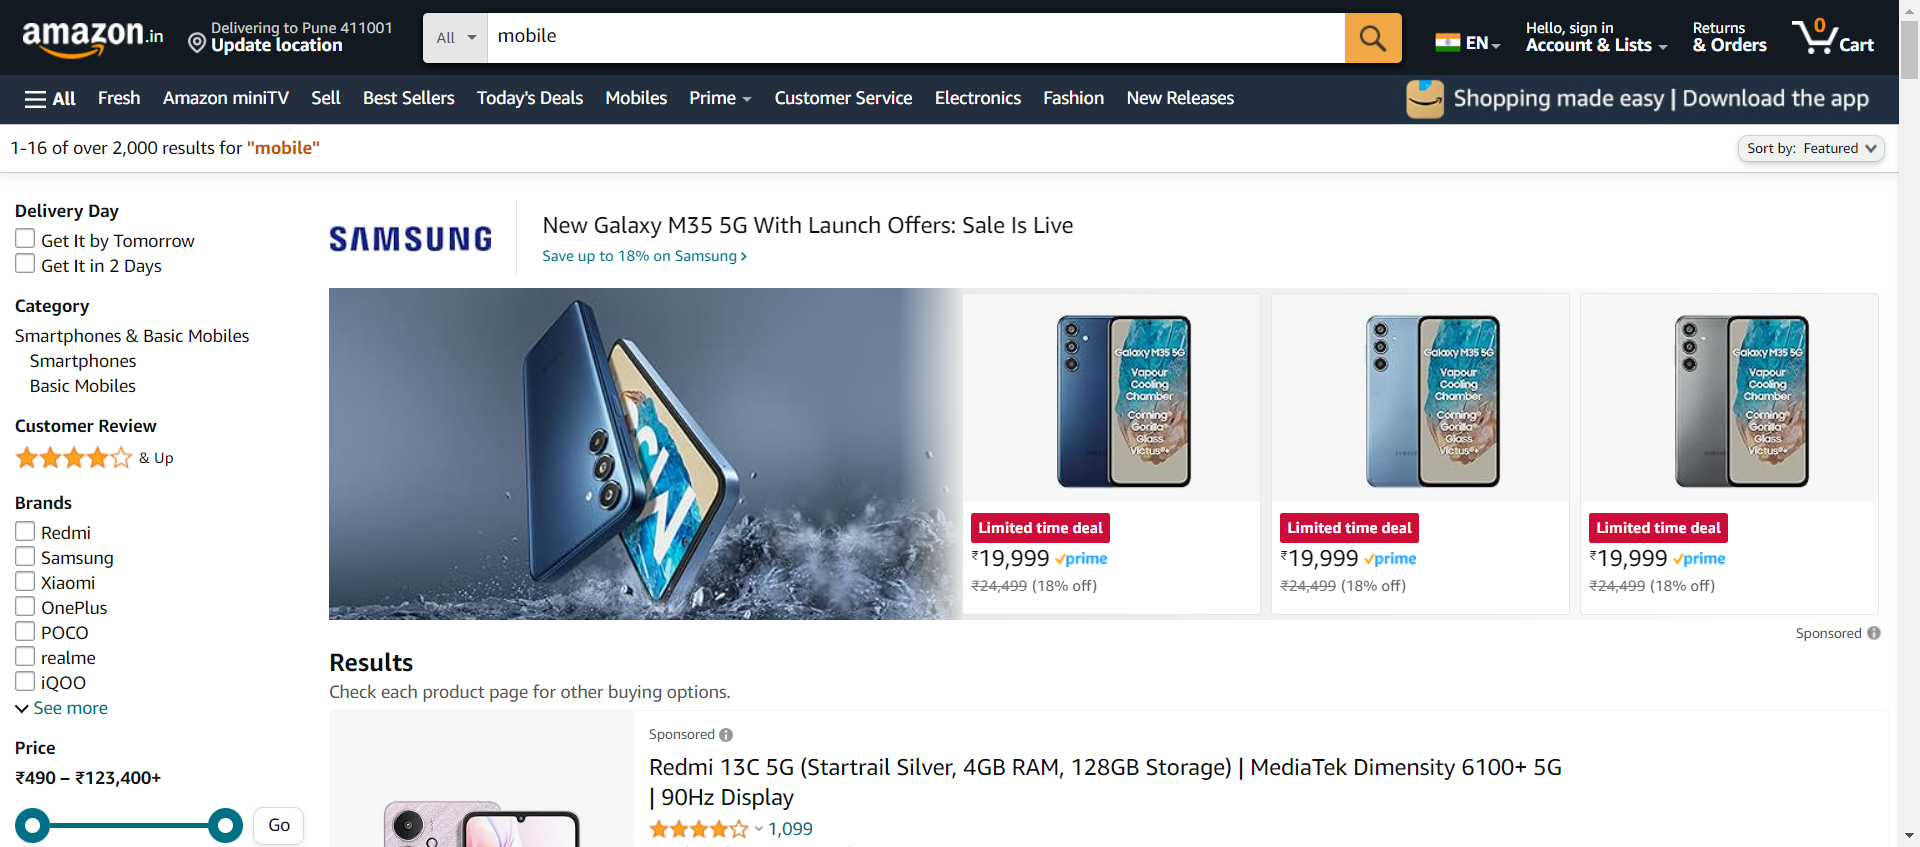 amazon.in
Delivering to Pune 411001
Update location
All
mobile
EN
Hello, sign in
Account & Lists
Returns
& Orders
0
Cart
All Fresh Amazon miniTV Sell Best Sellers Today's Deals Mobiles Prime Customer Service Electronics Fashion New Releases
Shopping made easy | Download the app
1-16 of over 2,000 results for "mobile"
Sort by: Featured
Delivery Day
Get It by Tomorrow
Get It in 2 Days
Category
Smartphones & Basic Mobiles
Smartphones
Basic Mobiles
Customer Review
& Up
Brands
Redmi
Samsung
Xiaomi
OnePlus
POCO
realme
iQOO
See more
Price
₹490 – ₹123,400+
Go
SAMSUNG
New Galaxy M35 5G With Launch Offers: Sale Is Live
Save up to 18% on Samsung ›
Galaxy M35 5G
Vapour
Cooling
Chamber
Corning®
Gorilla®
Glass
Victus®+
Limited time deal
₹19,999 prime
₹24,499 (18% off)
Galaxy M35 5G
Vapour
Cooling
Chamber
Corning®
Gorilla®
Glass
Victus®+
Limited time deal
₹19,999 prime
₹24,499 (18% off)
Galaxy M35 5G
Vapour
Cooling
Chamber
Corning®
Gorilla®
Glass
Victus®+
Limited time deal
₹19,999 prime
₹24,499 (18% off)
Sponsored
Results
Check each product page for other buying options.
Sponsored
Redmi 13C 5G (Startrail Silver, 4GB RAM, 128GB Storage) | MediaTek Dimensity 6100+ 5G
| 90Hz Display
1,099